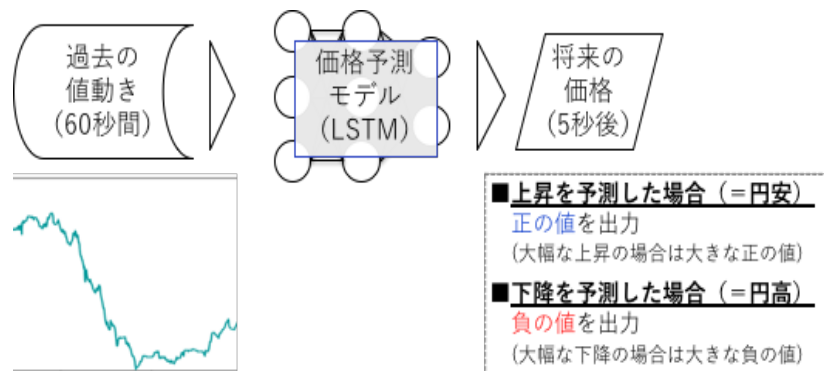 過去の
値動き
(60秒間)
価格予測
モデル
(LSTM)
将来の
価格
(5秒後)
■上昇を予測した場合（＝円安）
正の値を出力
(大幅な上昇の場合は大きな正の値)
■下降を予測した場合（＝円高）
負の値を出力
(大幅な下降の場合は大きな負の値)